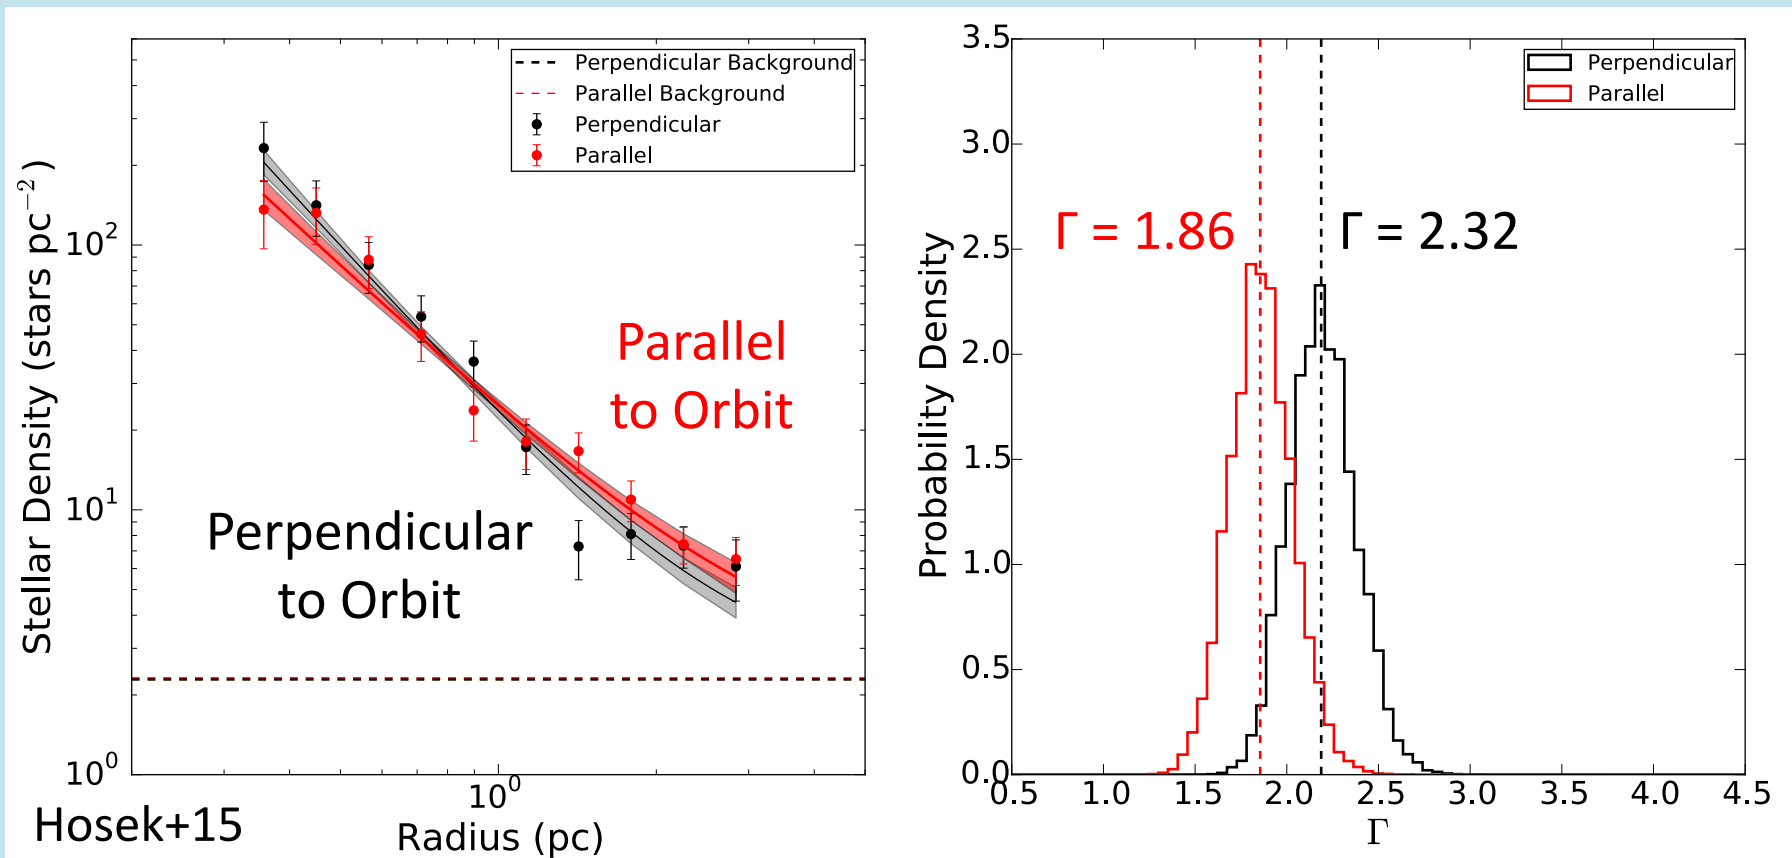 Perpendicular Background
Parallel Background
Perpendicular
Parallel
Stellar Density (stars pc⁻²)
10²
10¹
10⁰
Parallel
to Orbit
Perpendicular
to Orbit
10⁰
Radius (pc)
Hosek+15
Perpendicular
Parallel
Γ = 1.86
Γ = 2.32
Probability Density
3.5
3.0
2.5
2.0
1.5
1.0
0.5
0.0
0.5 1.0 1.5 2.0 2.5 3.0 3.5 4.0 4.5
Γ